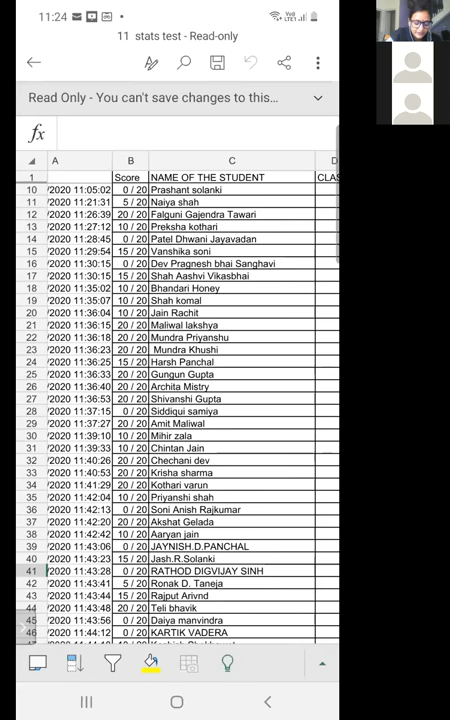 11:24 Vo) LTE1
11 stats test - Read-only
Read Only - You can't save changes to this...
fx
A B C D
1 Score NAME OF THE STUDENT CLAS
10 /2020 11:05:02 0 / 20 Prashant solanki
11 /2020 11:21:31 5 / 20 Naiya shah
12 /2020 11:26:39 20 / 20 Falguni Gajendra Tawari
13 /2020 11:27:12 10 / 20 Preksha kothari
14 /2020 11:28:45 0 / 20 Patel Dhwani Jayavadan
15 /2020 11:29:54 15 / 20 Vanshika soni
16 /2020 11:30:15 0 / 20 Dev Pragnesh bhai Sanghavi
17 /2020 11:30:15 15 / 20 Shah Aashvi Vikasbhai
18 /2020 11:35:02 10 / 20 Bhandari Honey
19 /2020 11:35:07 10 / 20 Shah komal
20 /2020 11:36:04 10 / 20 Jain Rachit
21 /2020 11:36:15 20 / 20 Maliwal lakshya
22 /2020 11:36:18 20 / 20 Mundra Priyanshu
23 /2020 11:36:23 20 / 20 Mundra Khushi
24 /2020 11:36:25 15 / 20 Harsh Panchal
25 /2020 11:36:33 20 / 20 Gungun Gupta
26 /2020 11:36:40 20 / 20 Archita Mistry
27 /2020 11:36:53 20 / 20 Shivanshi Gupta
28 /2020 11:37:15 0 / 20 Siddiqui samiya
29 /2020 11:37:27 20 / 20 Amit Maliwal
30 /2020 11:39:10 10 / 20 Mihir zala
31 /2020 11:39:33 10 / 20 Chintan Jain
32 /2020 11:40:26 20 / 20 Chechani dev
33 /2020 11:40:53 20 / 20 Krisha sharma
34 /2020 11:41:29 20 / 20 Kothari varun
35 /2020 11:42:04 10 / 20 Priyanshi shah
36 /2020 11:42:13 0 / 20 Soni Anish Rajkumar
37 /2020 11:42:20 20 / 20 Akshat Gelada
38 /2020 11:42:42 10 / 20 Aaryan jain
39 /2020 11:43:06 0 / 20 JAYNISH.D.PANCHAL
40 /2020 11:43:23 15 / 20 Jash.R.Solanki
41 /2020 11:43:28 0 / 20 RATHOD DIGVIJAY SINH
42 /2020 11:43:41 5 / 20 Ronak D. Taneja
43 /2020 11:43:44 15 / 20 Rajput Arivnd
44 /2020 11:43:48 20 / 20 Teli bhavik
45 /2020 11:43:56 0 / 20 Daiya manvindra
46 /2020 11:44:12 0 / 20 KARTIK VADERA